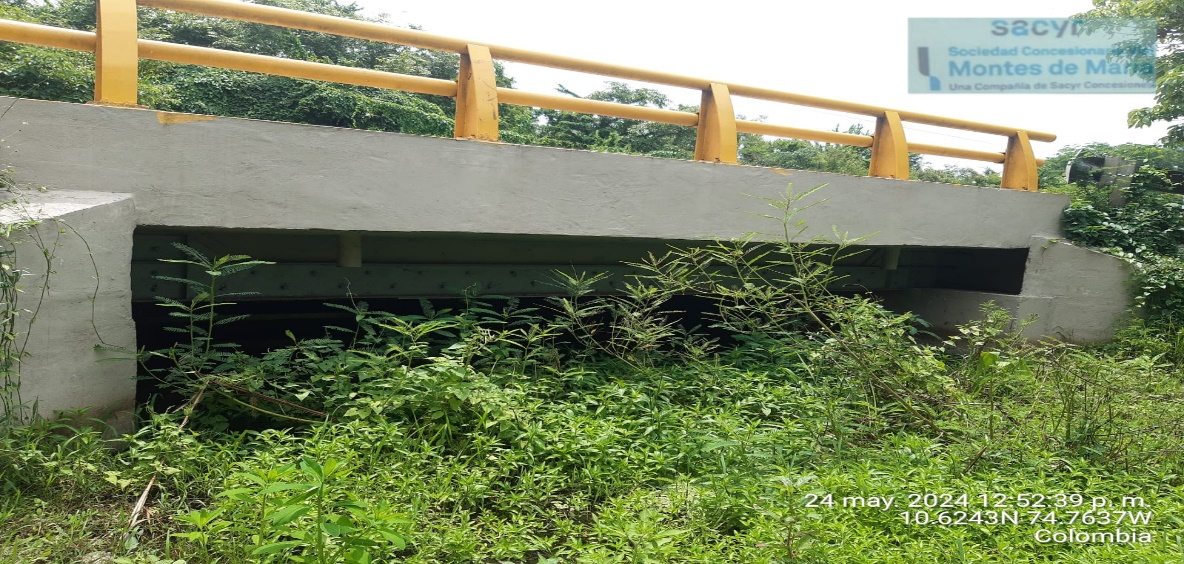 sacyr
Sociedad Concesionaria Vial
Montes de María
Una Compañía de Sacyr Concesiones
24 may. 2024 12:52:39 p. m.
10.6243N 74.7637W
Colombia